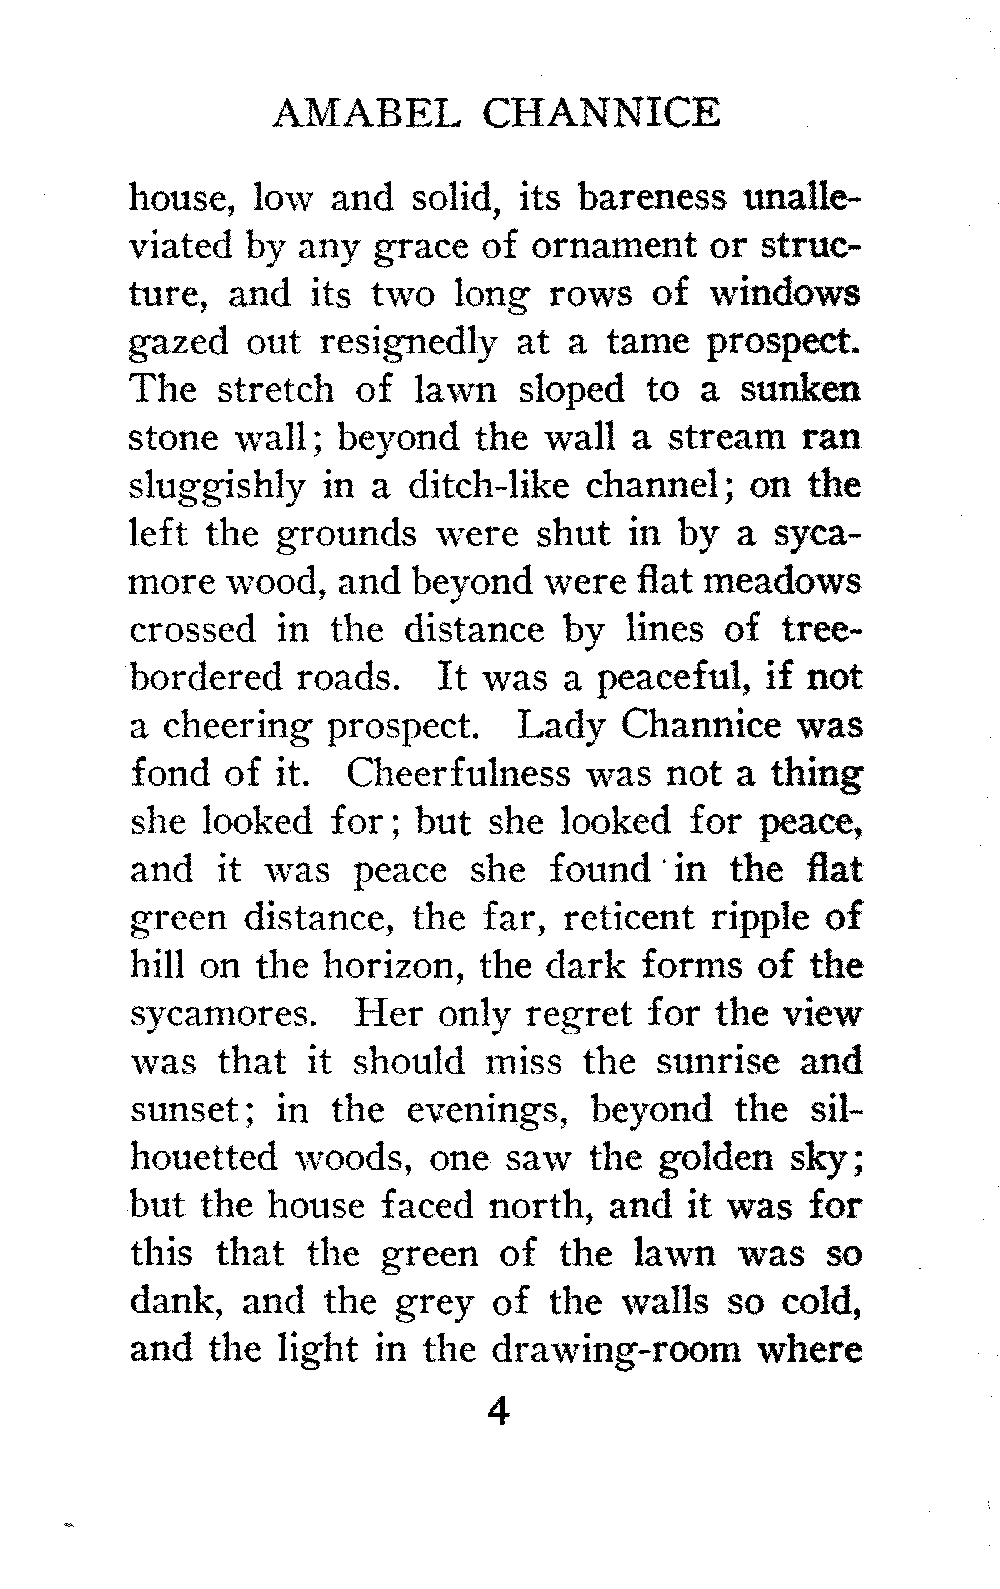 AMABEL CHANNICE
house, low and solid, its bareness unalle-
viated by any grace of ornament or struc-
ture, and its two long rows of windows
gazed out resignedly at a tame prospect.
The stretch of lawn sloped to a sunken
stone wall; beyond the wall a stream ran
sluggishly in a ditch-like channel; on the
left the grounds were shut in by a syca-
more wood, and beyond were flat meadows
crossed in the distance by lines of tree-
bordered roads. It was a peaceful, if not
a cheering prospect. Lady Channice was
fond of it. Cheerfulness was not a thing
she looked for; but she looked for peace,
and it was peace she found in the flat
green distance, the far, reticent ripple of
hill on the horizon, the dark forms of the
sycamores. Her only regret for the view
was that it should miss the sunrise and
sunset; in the evenings, beyond the sil-
houetted woods, one saw the golden sky;
but the house faced north, and it was for
this that the green of the lawn was so
dank, and the grey of the walls so cold,
and the light in the drawing-room where
4